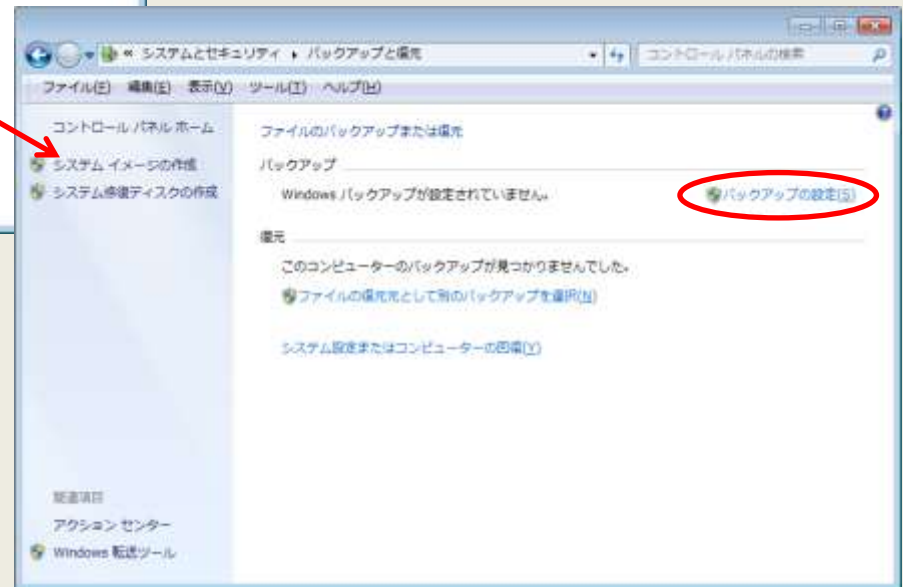 « システムとセキュリティ ▸ バックアップと復元
コントロール パネルの検索
ファイル(F) 編集(E) 表示(V) ツール(T) ヘルプ(H)
コントロール パネル ホーム
システム イメージの作成
システム修復ディスクの作成
ファイルのバックアップまたは復元
バックアップ
Windows バックアップが設定されていません。
バックアップの設定(S)
復元
このコンピューターのバックアップが見つかりませんでした。
ファイルの復元元として別のバックアップを選択(N)
システム設定またはコンピューターの回復(Y)
関連項目
アクション センター
Windows 転送ツール